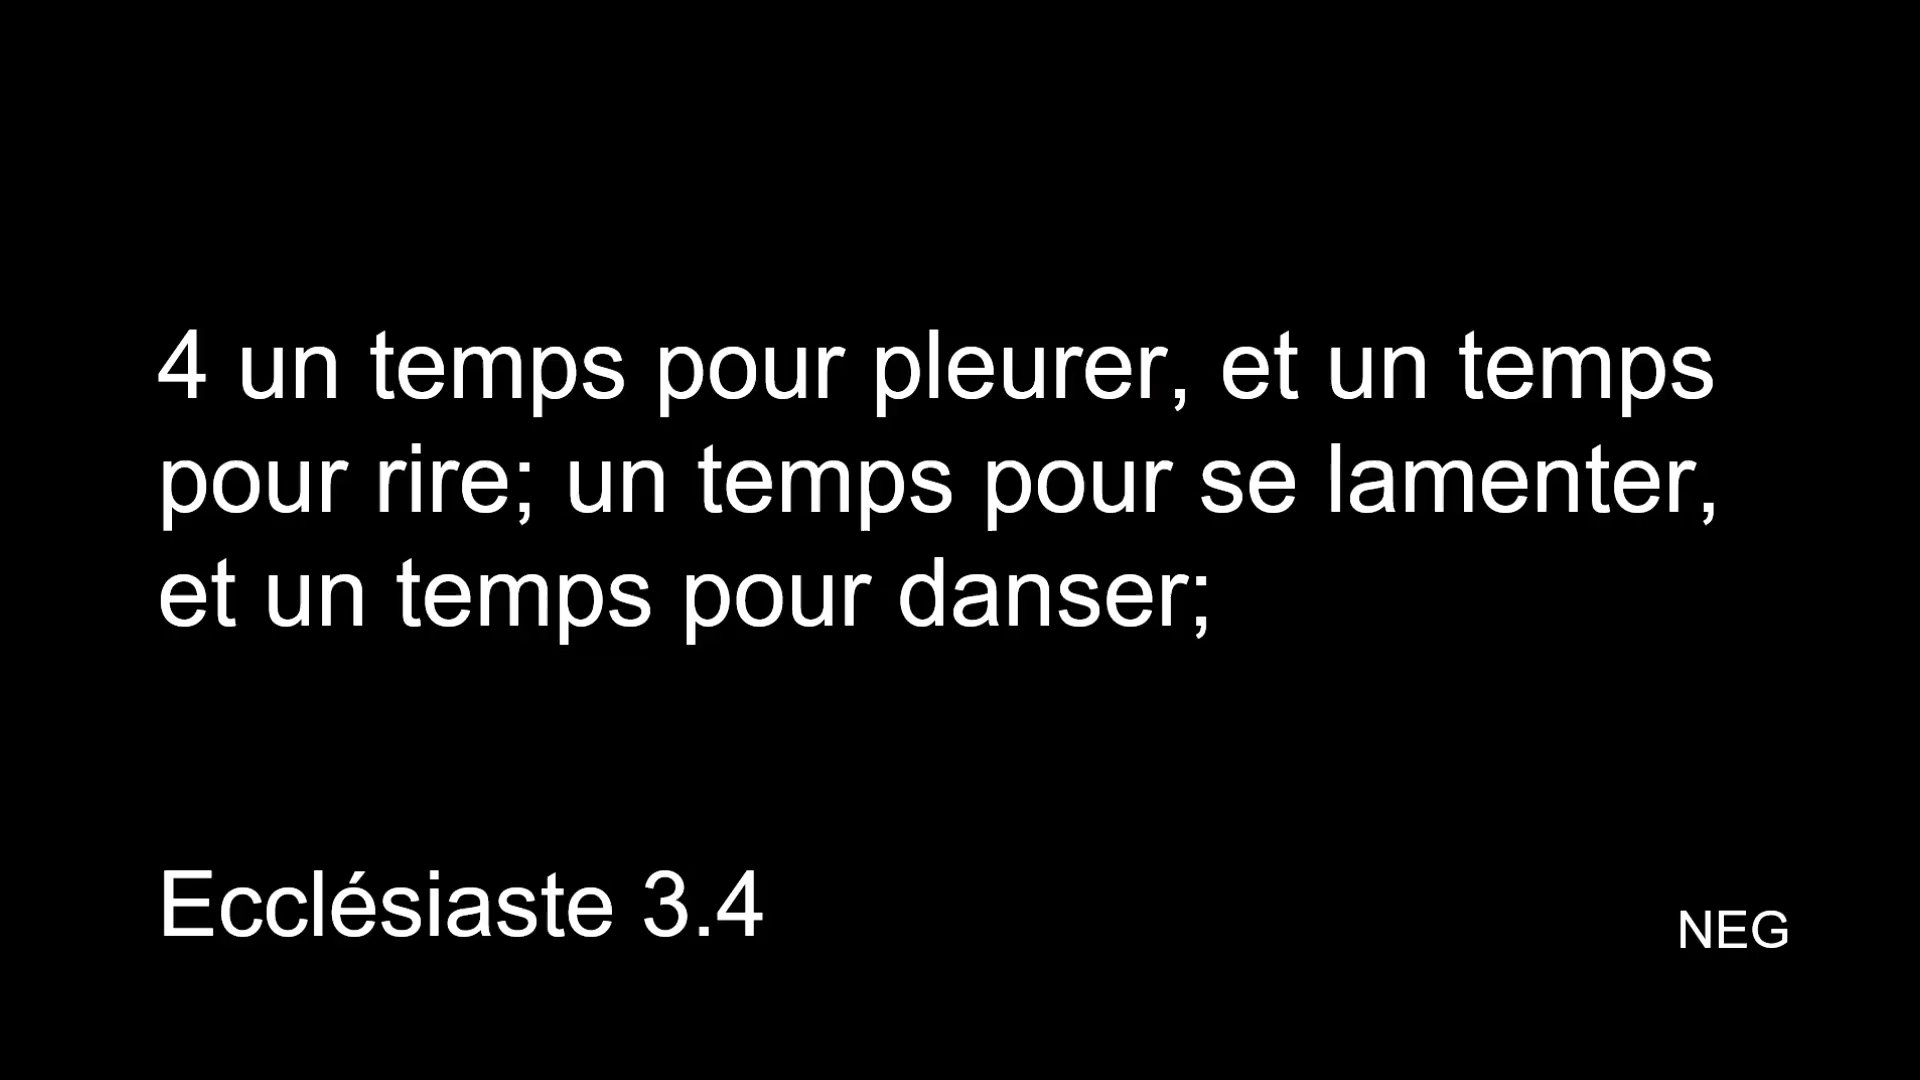 4 un temps pour pleurer, et un temps
pour rire; un temps pour se lamenter,
et un temps pour danser;
Ecclésiaste 3.4
NEG